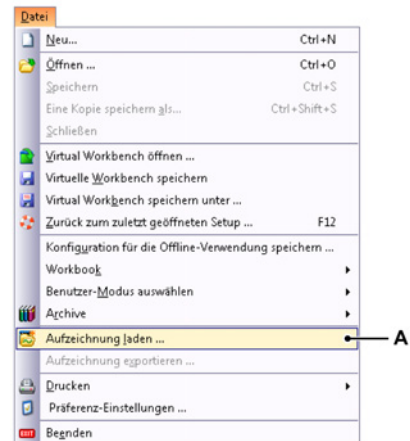 Datei
Neu... Ctrl+N
Öffnen ... Ctrl+O
Speichern Ctrl+S
Eine Kopie speichern als... Ctrl+Shift+S
Schließen
Virtual Workbench öffnen ...
Virtuelle Workbench speichern
Virtual Workbench speichern unter ...
Zurück zum zuletzt geöffneten Setup ... F12
Konfiguration für die Offline-Verwendung speichern ...
Workbook
Benutzer-Modus auswählen
Archive
Aufzeichnung laden ... A
Aufzeichnung exportieren ...
Drucken
Präferenz-Einstellungen ...
EXIT Beenden